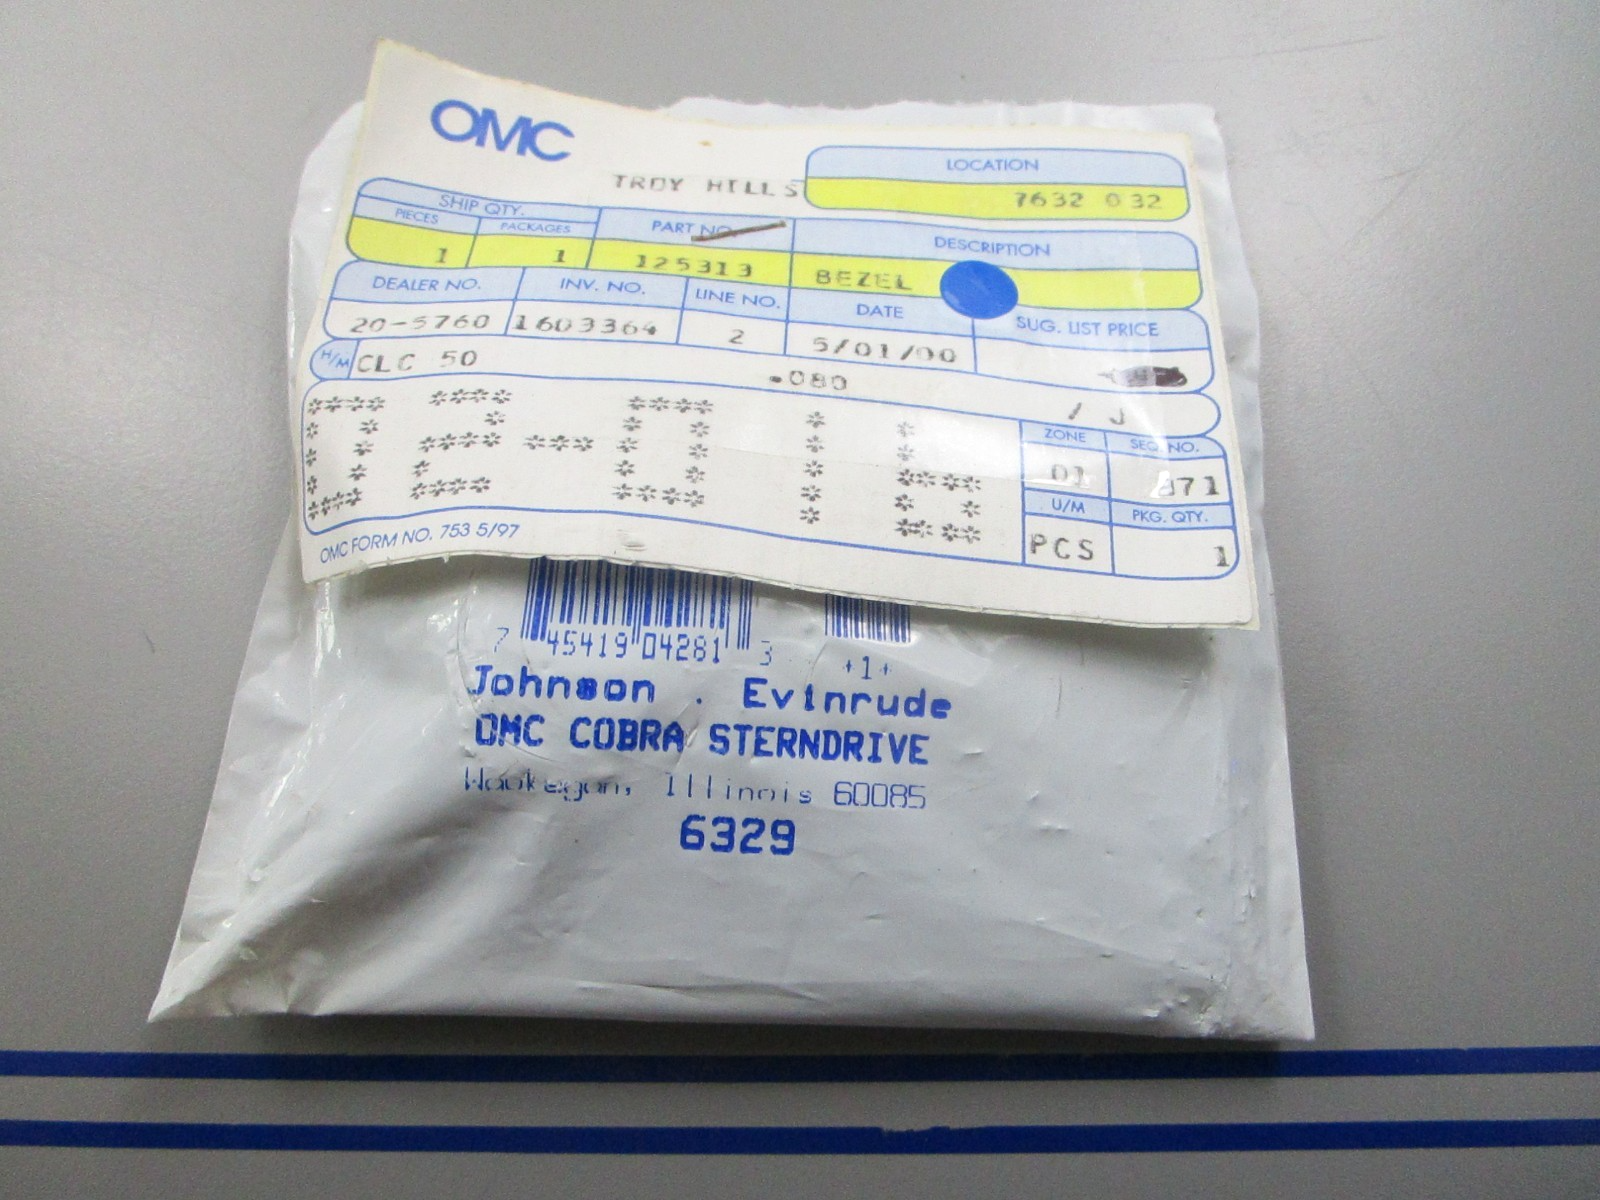 OMC
TROY HILLS
LOCATION
7632 032
SHIP QTY.
PIECES PACKAGES PART NO. DESCRIPTION
1 1 125313 BEZEL
DEALER NO. INV. NO. LINE NO. DATE SUG. LIST PRICE
20-5760 1603364 2 5/01/00
H/M CLC 50 .080 / J
ZONE SEQ. NO.
01 871
U/M PKG. QTY.
PCS 1
OMC FORM NO. 753 5/97
7 45419 04281 3 +1+
Johnson . Evinrude
OMC COBRA STERNDRIVE
Waukegan, Illinois 60085
6329